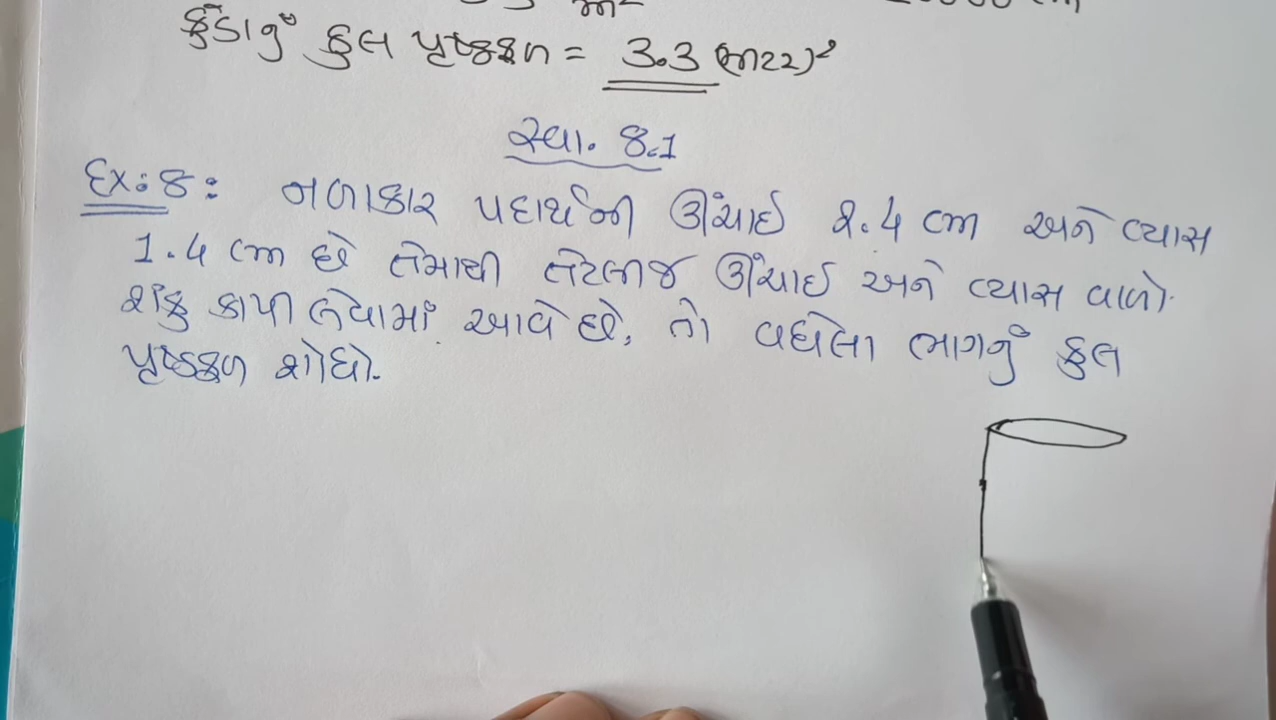 કુંડાનું કુલ પૃષ્ઠફળ = 3.3 (મીટર)²
સ્વા. 8.1
Ex: 8: નળાકાર પદાર્થની ઊંચાઈ 2.4 cm અને વ્યાસ
1.4 cm છે તેમાથી તેટલીજ ઊંચાઈ અને વ્યાસ વાળો
શંકુ કાપી લેવામાં આવે છે, તો વધેલા ભાગનું કુલ
પૃષ્ઠફળ શોધો.